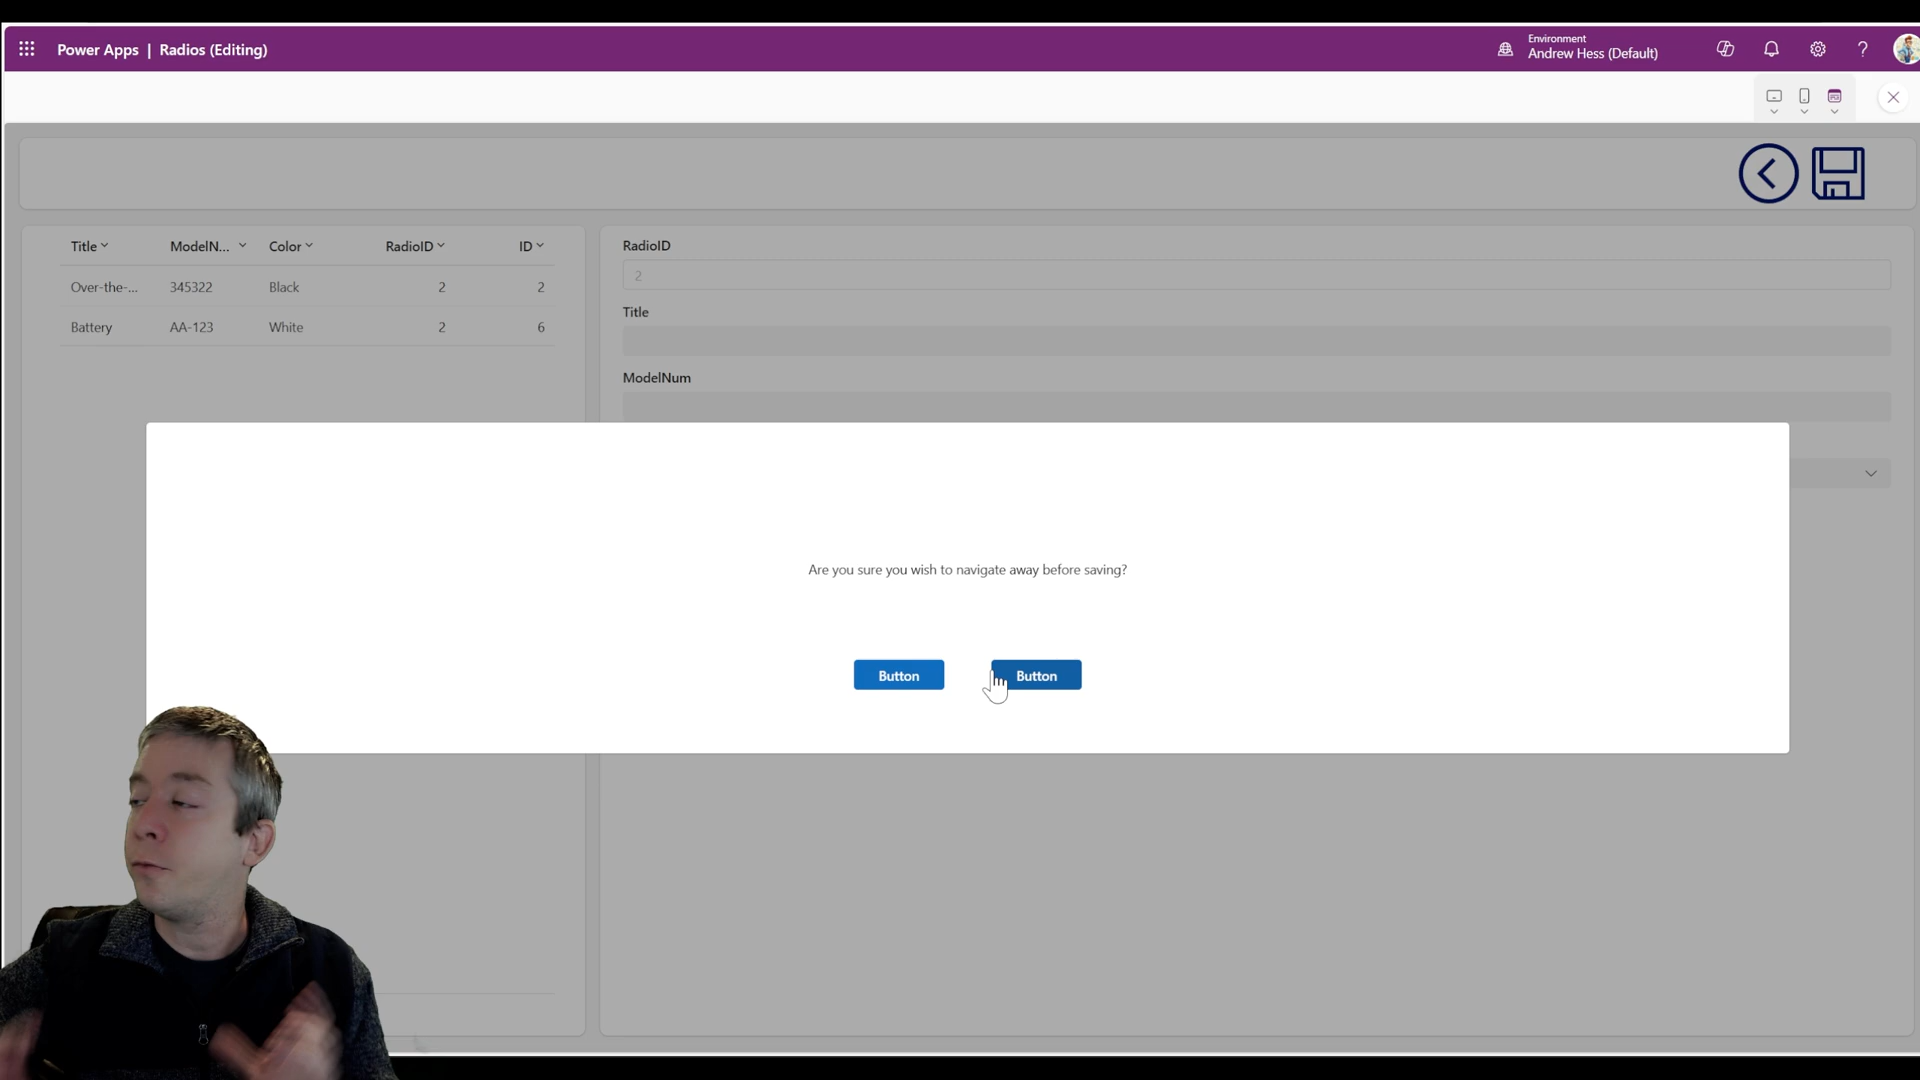 Power Apps | Radios (Editing)
Environment
Andrew Hess (Default)
Title
ModelN...
Color
RadioID
ID
Over-the-...
345322
Black
2
2
Battery
AA-123
White
2
6
RadioID
2
Title
ModelNum
Are you sure you wish to navigate away before saving?
Button
Button